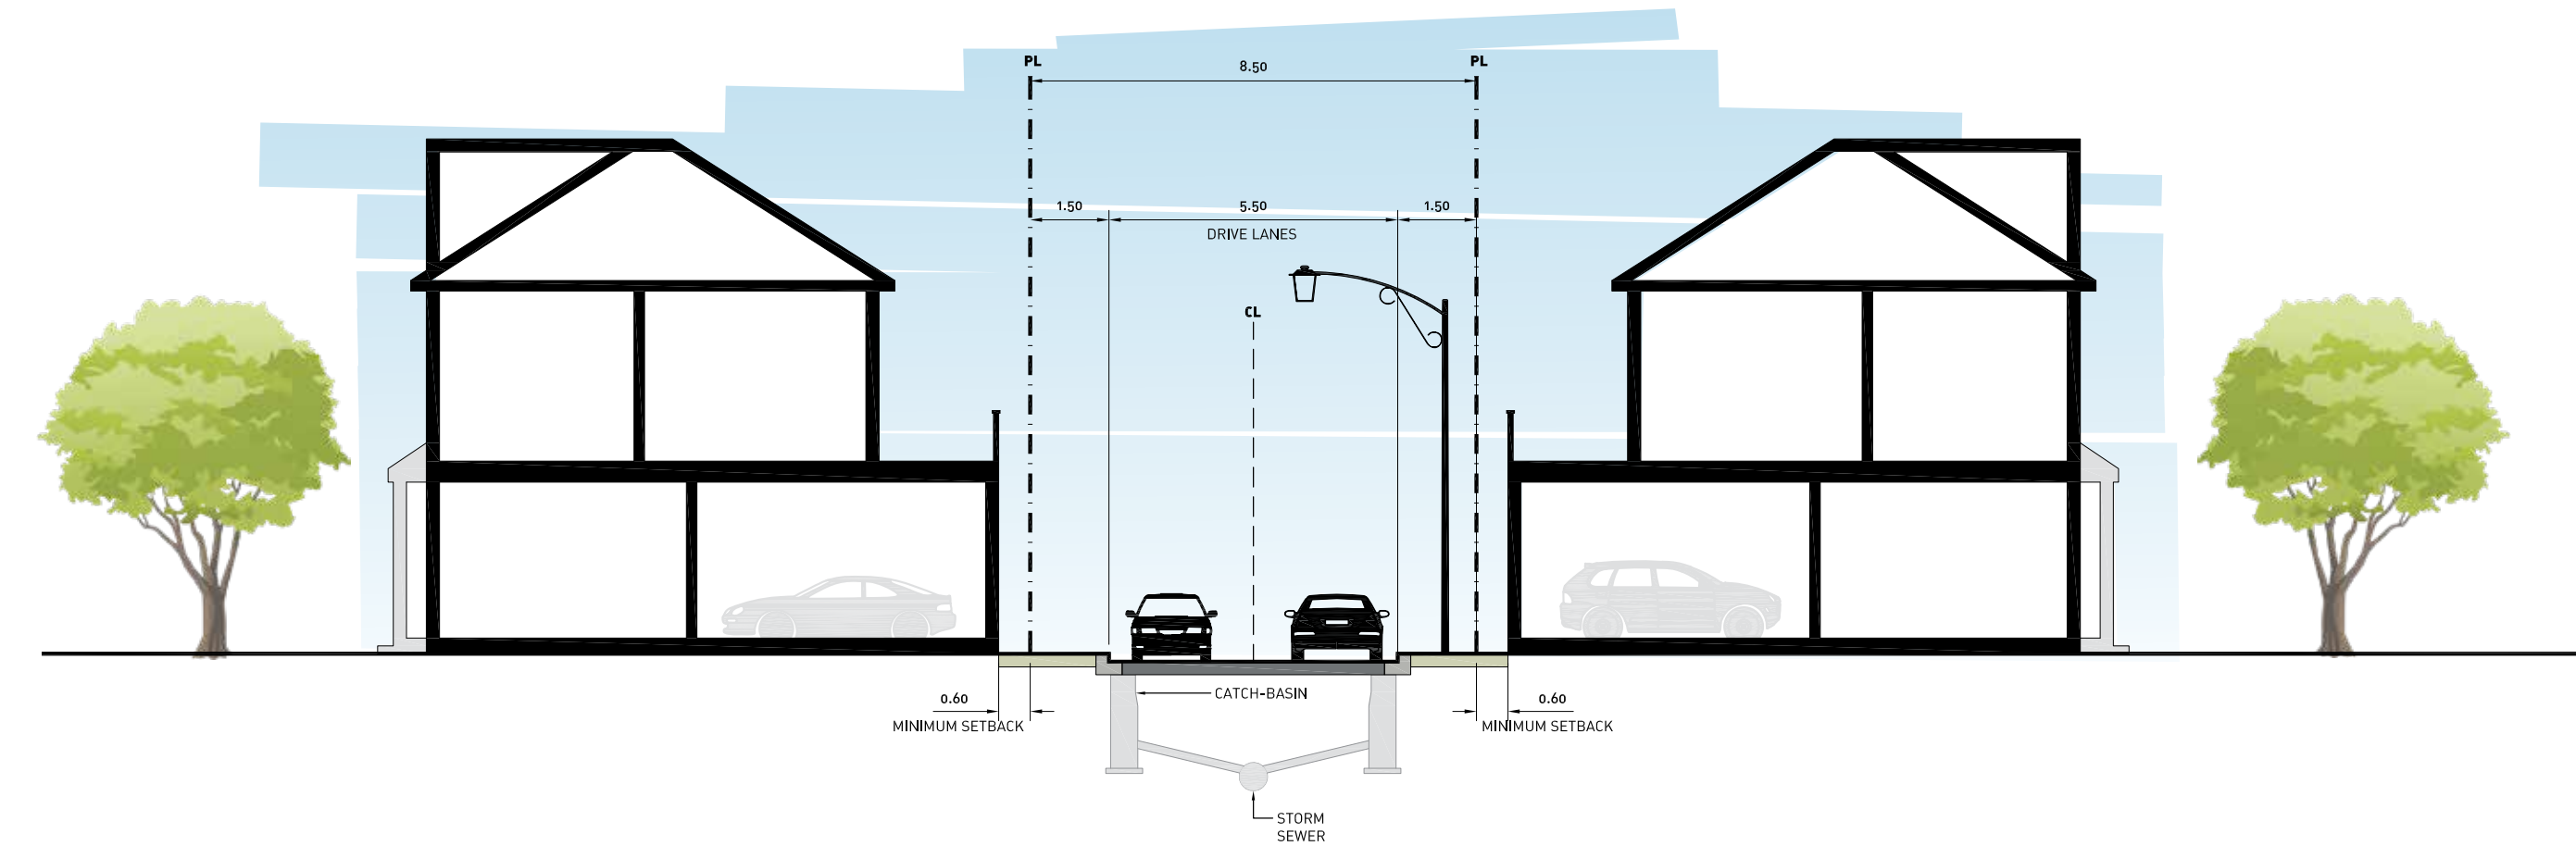 PL
8.50
PL
1.50
5.50
1.50
DRIVE LANES
CL
0.60
MINIMUM SETBACK
CATCH-BASIN
0.60
MINIMUM SETBACK
STORM
SEWER